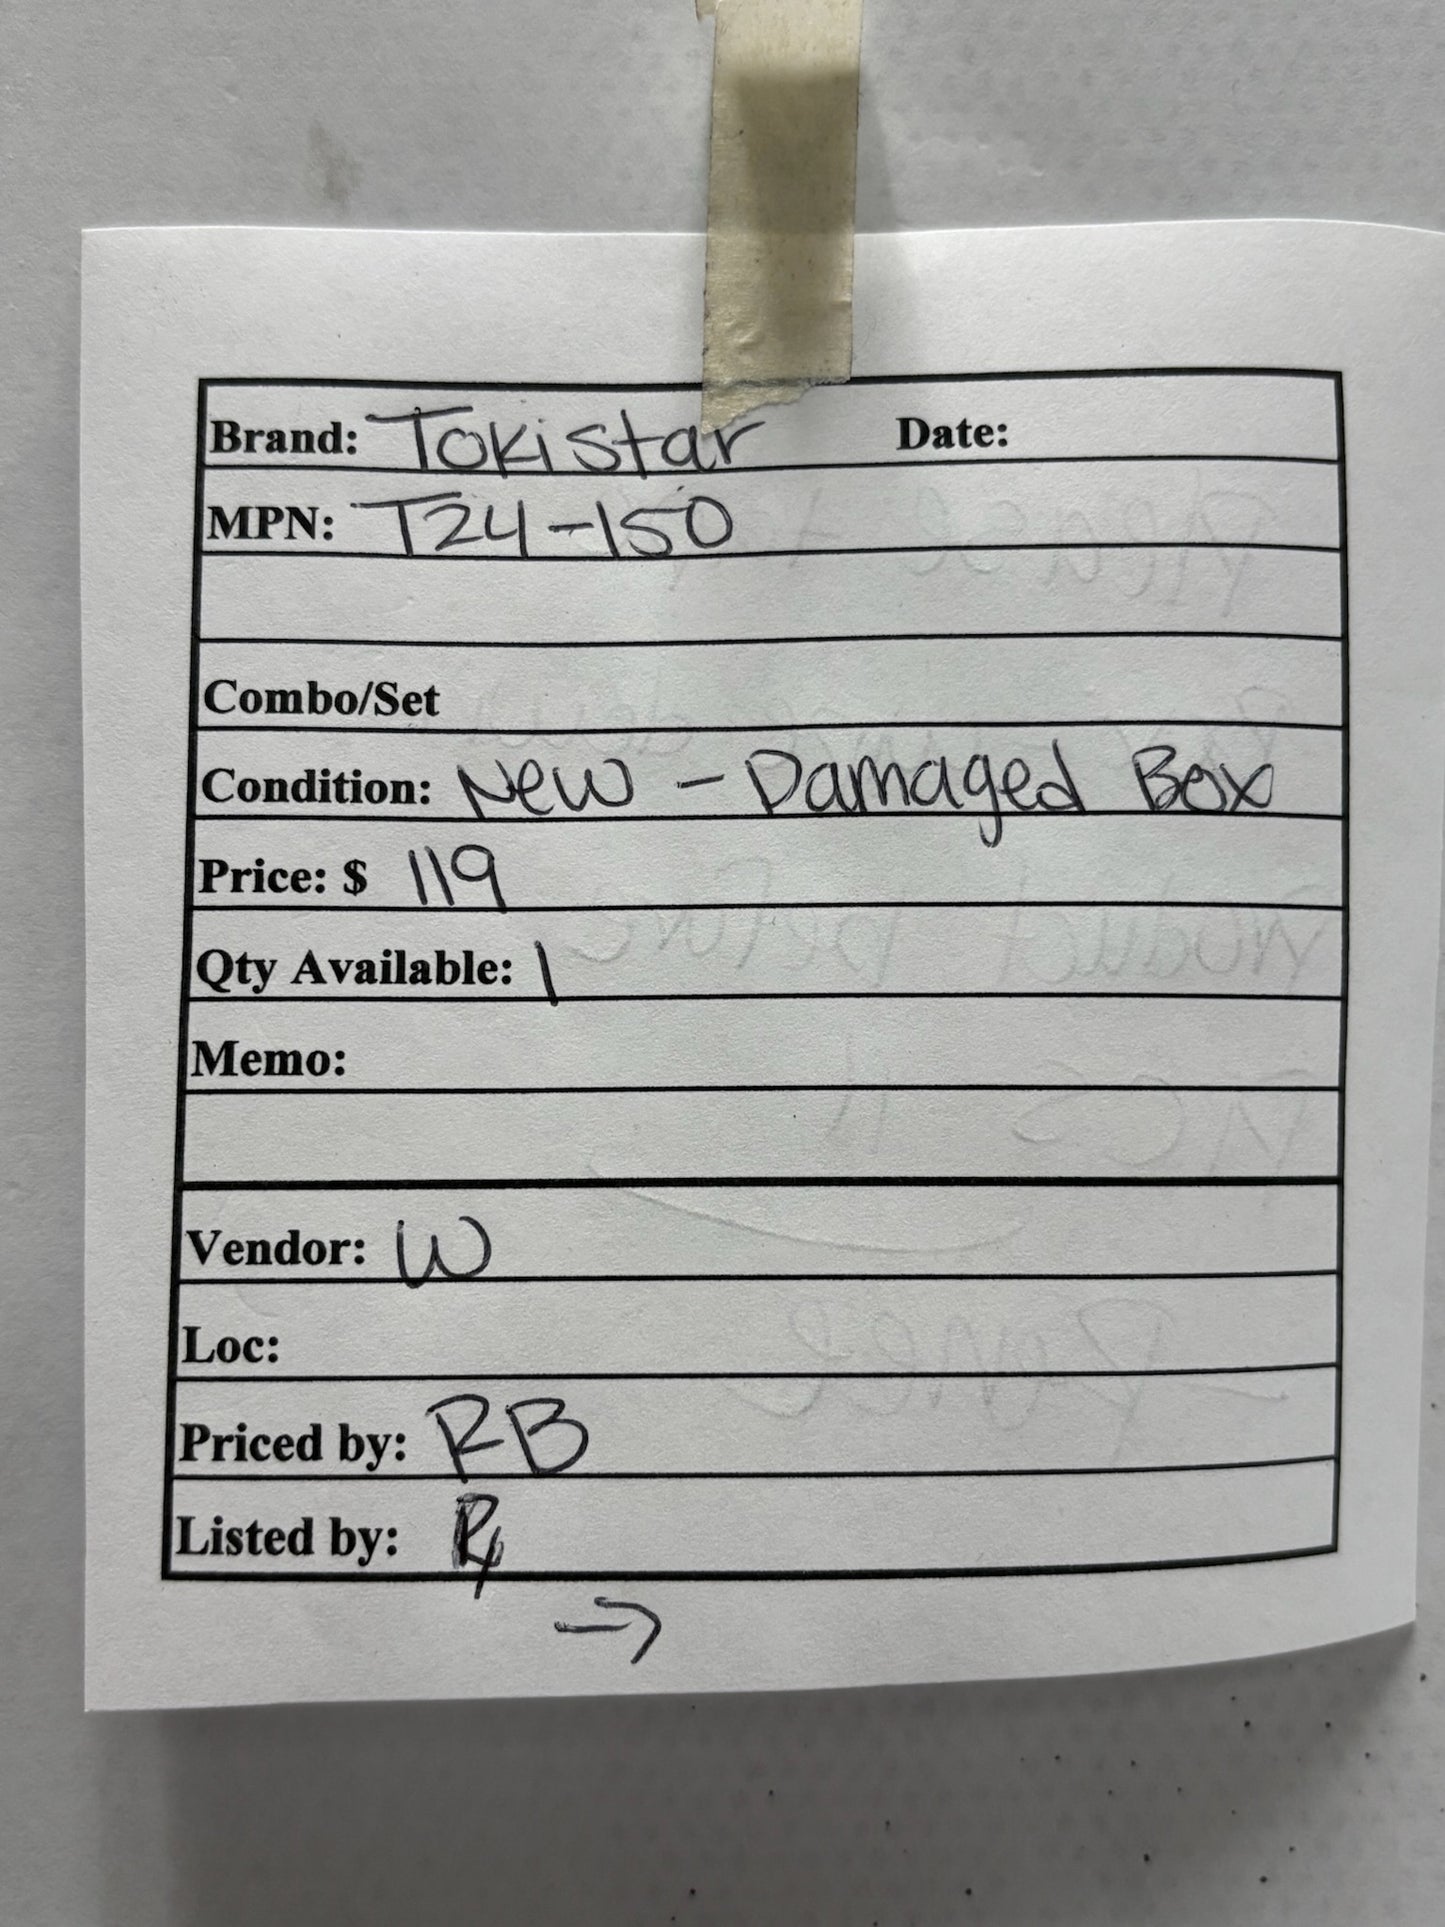 Brand: Tokistar Date:
MPN: T24-150
Combo/Set
Condition: New - Damaged Box
Price: $ 119
Qty Available: 1
Memo:
Vendor: W
Loc:
Priced by: RB
Listed by:
→